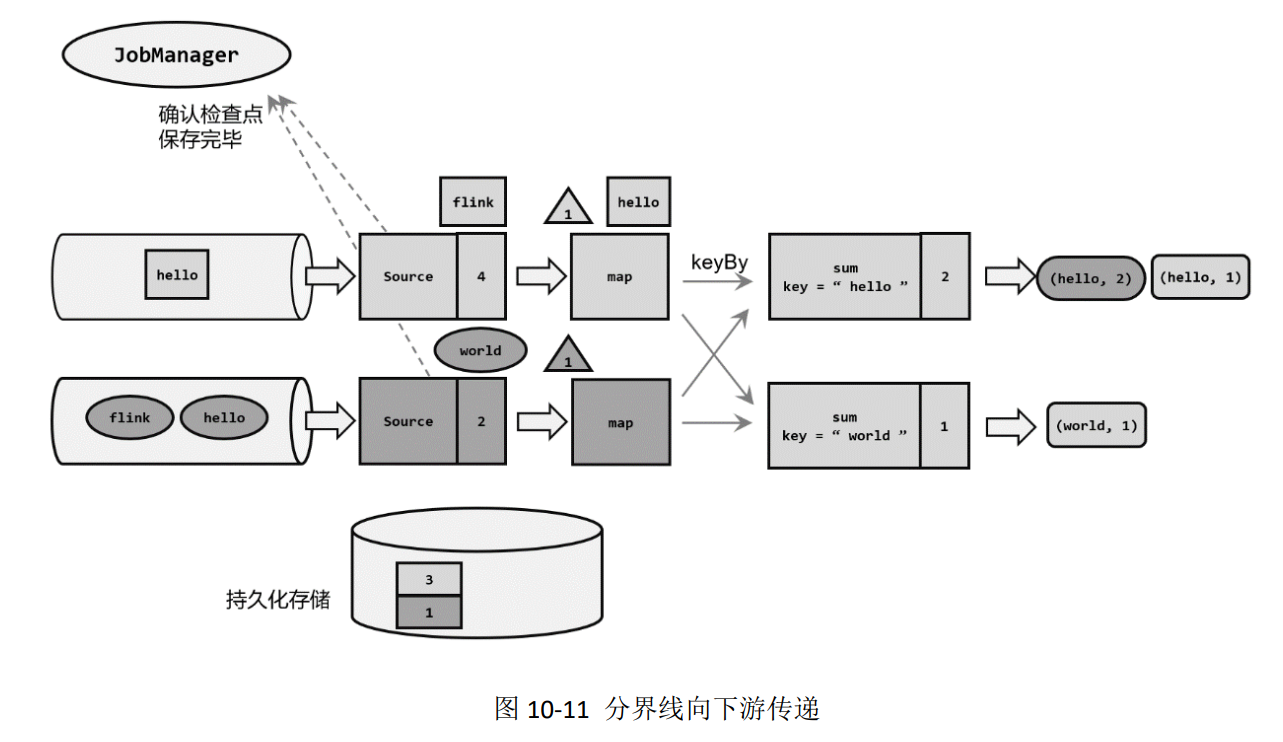 JobManager
确认检查点
保存完毕
flink
1
hello
hello
Source
4
map
keyBy
sum
key = “ hello ”
2
(hello, 2)
(hello, 1)
world
1
flink
hello
Source
2
map
sum
key = “ world ”
1
(world, 1)
持久化存储
3
1
图 10-11 分界线向下游传递